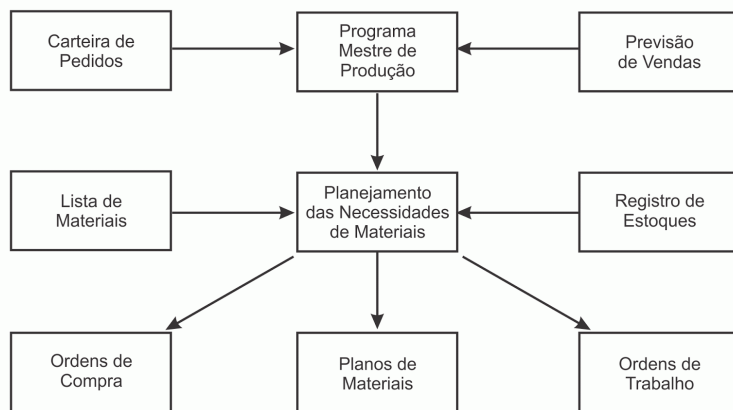 Carteira de
Pedidos
Programa
Mestre de
Produção
Previsão
de Vendas
Lista de
Materiais
Planejamento
das Necessidades
de Materiais
Registro de
Estoques
Ordens de
Compra
Planos de
Materiais
Ordens de
Trabalho